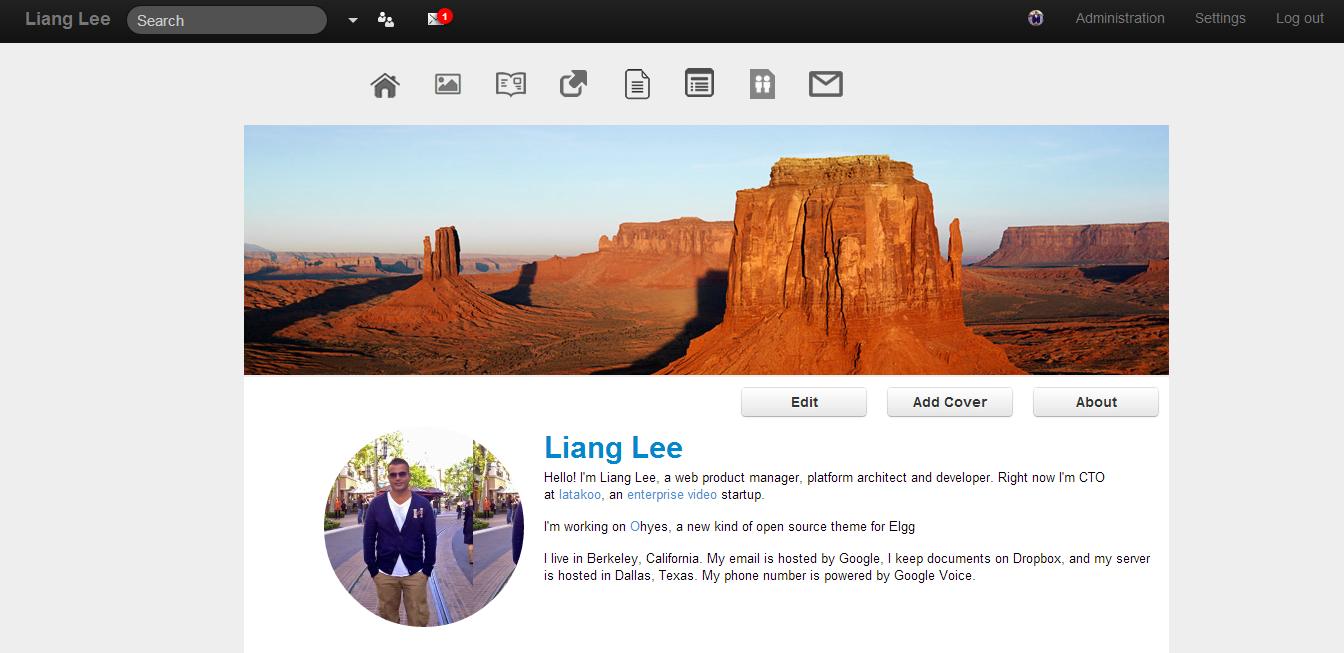 Liang Lee Search 1 Administration Settings Log out
Edit Add Cover About
Liang Lee
Hello! I'm Liang Lee, a web product manager, platform architect and developer. Right now I'm CTO
at latakoo, an enterprise video startup.
I'm working on Ohyes, a new kind of open source theme for Elgg
I live in Berkeley, California. My email is hosted by Google, I keep documents on Dropbox, and my server
is hosted in Dallas, Texas. My phone number is powered by Google Voice.